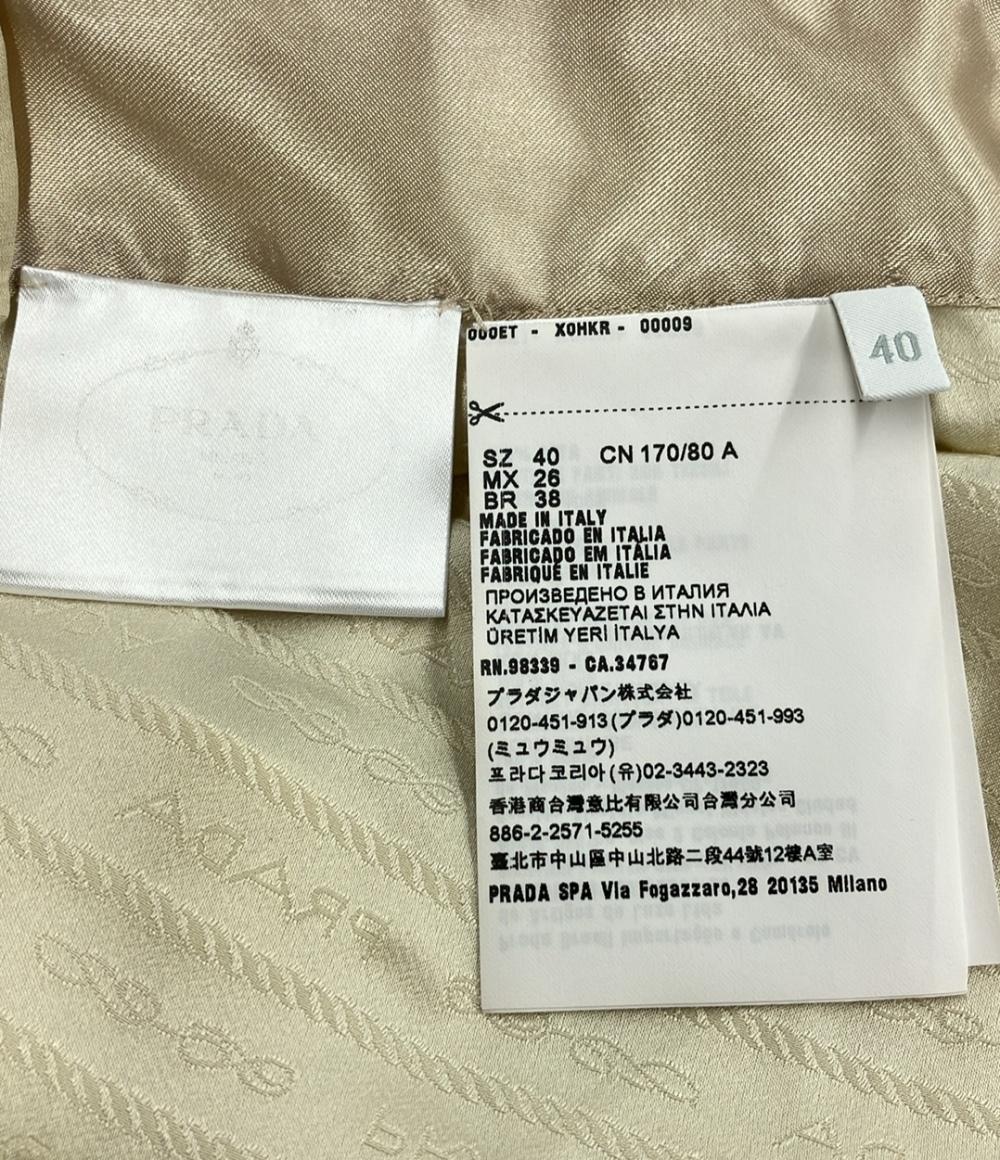 PRADA
000ET - X0HKR - 00009
40
SZ 40 CN 170/80 A
MX 26
BR 38
MADE IN ITALY
FABRICADO EN ITALIA
FABRICADO EM ITÁLIA
FABRIQUÉ EN ITALIE
ПРОИЗВЕДЕНО В ИТАЛИЯ
ΚΑΤΑΣΚΕΥΑΖΕΤΑΙ ΣΤΗΝ ΙΤΑΛΙΑ
ÜRETİM YERİ İTALYA
RN.98339 - CA.34767
プラダジャパン株式会社
0120-451-913(プラダ)0120-451-993
(ミュウミュウ)
프라다코리아(유)02-3443-2323
香港商台灣意比有限公司台灣分公司
886-2-2571-5255
臺北市中山區中山北路二段44號12樓A室
PRADA SPA Via Fogazzaro,28 20135 Milano